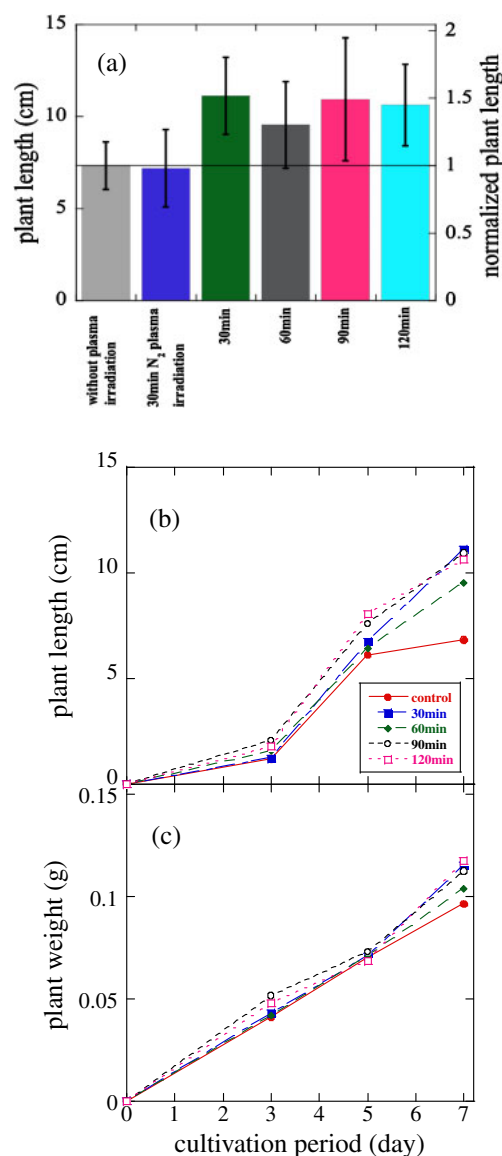 (a)
plant length (cm)
15
10
5
0
normalized plant length
2
1.5
1
0.5
0
without plasma
irradiation
30min N2 plasma
irradiation
30min
60min
90min
120min
(b)
plant length (cm)
15
10
5
0
control
30min
60min
90min
120min
(c)
plant weight (g)
0.15
0.1
0.05
0
0 1 2 3 4 5 6 7
cultivation period (day)